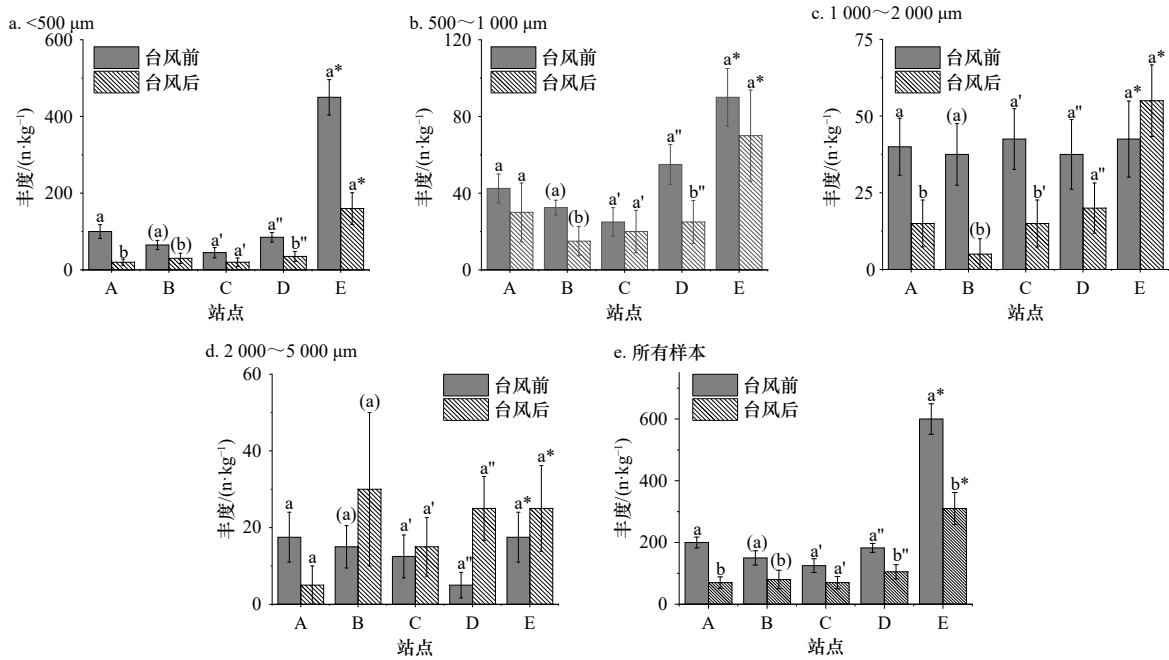 a. <500 μm
600
400
200
0
丰度/(n·kg⁻¹)
台风前
台风后
a
b
(a)
(b)
a'
a'
a"
b"
a*
a*
A
B
C
D
E
站点
b. 500～1 000 μm
120
80
40
0
丰度/(n·kg⁻¹)
台风前
台风后
a
a
(a)
(b)
a'
a'
a"
b"
a*
a*
A
B
C
D
E
站点
c. 1 000～2 000 μm
75
50
25
0
丰度/(n·kg⁻¹)
台风前
台风后
a
b
(a)
(b)
a'
b'
a"
a"
a*
a*
A
B
C
D
E
站点
d. 2 000～5 000 μm
60
40
20
0
丰度/(n·kg⁻¹)
台风前
台风后
a
a
(a)
(a)
a'
a'
a"
a"
a*
a*
A
B
C
D
E
站点
e. 所有样本
600
400
200
0
丰度/(n·kg⁻¹)
台风前
台风后
a
b
(a)
(b)
a'
a'
a"
b"
a*
b*
A
B
C
D
E
站点